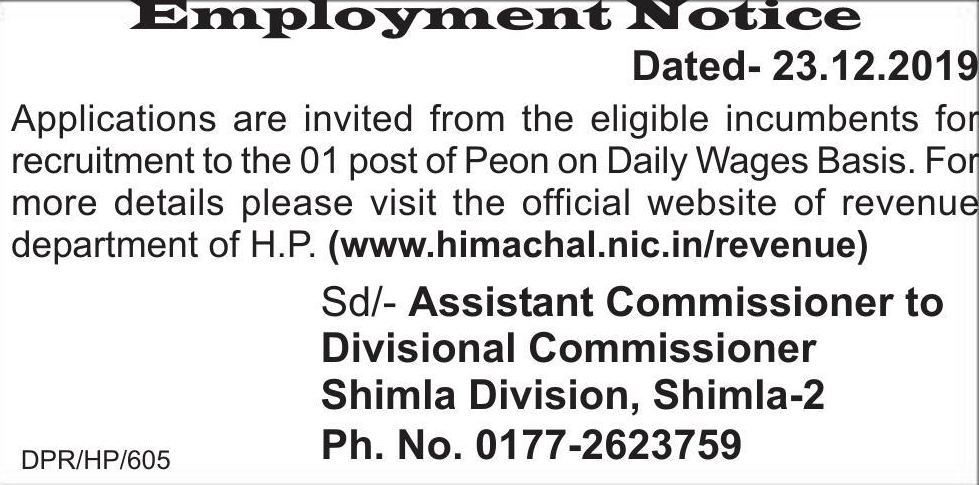 Employment Notice
Dated- 23.12.2019
Applications are invited from the eligible incumbents for
recruitment to the 01 post of Peon on Daily Wages Basis. For
more details please visit the official website of revenue
department of H.P. (www.himachal.nic.in/revenue)
Sd/- Assistant Commissioner to
Divisional Commissioner
Shimla Division, Shimla-2
Ph. No. 0177-2623759
DPR/HP/605